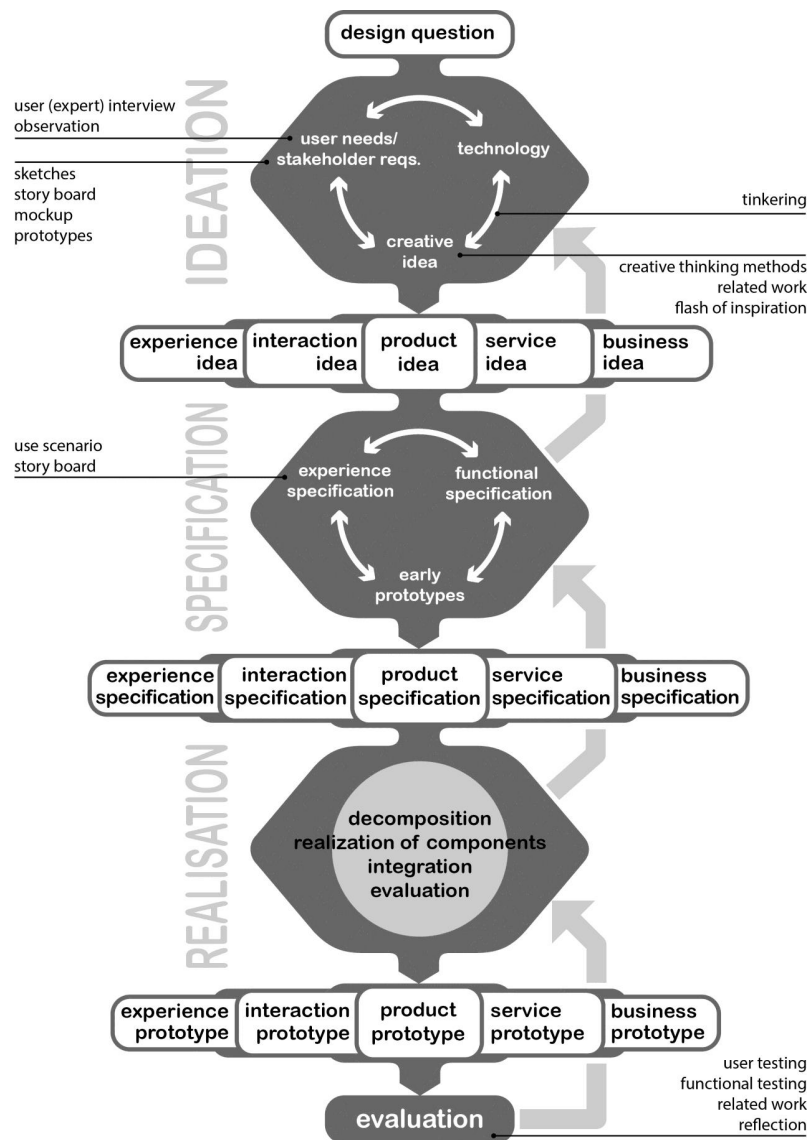 design question
IDEATION
user (expert) interview
observation
sketches
story board
mockup
prototypes
user needs/
stakeholder reqs.
technology
creative
idea
tinkering
creative thinking methods
related work
flash of inspiration
experience
idea
interaction
idea
product
idea
service
idea
business
idea
SPECIFICATION
use scenario
story board
experience
specification
functional
specification
early
prototypes
experience
specification
interaction
specification
product
specification
service
specification
business
specification
REALISATION
decomposition
realization of components
integration
evaluation
experience
prototype
interaction
prototype
product
prototype
service
prototype
business
prototype
evaluation
user testing
functional testing
related work
reflection